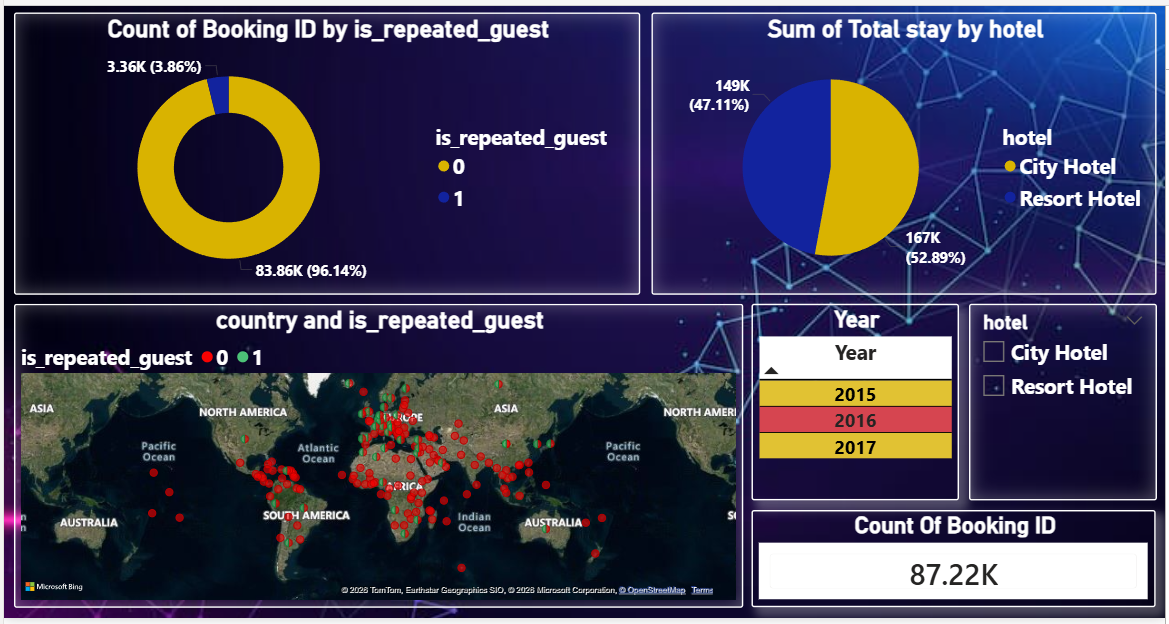 Count of Booking ID by is_repeated_guest
3.36K (3.86%)
83.86K (96.14%)
is_repeated_guest
0
1
Sum of Total stay by hotel
149K
(47.11%)
167K
(52.89%)
hotel
City Hotel
Resort Hotel
country and is_repeated_guest
is_repeated_guest 0 1
ASIA
NORTH AMERICA
EUROPE
ASIA
NORTH AMER
Pacific
Ocean
Atlantic
Ocean
Pacific
Ocean
AFRICA
AUSTRALIA
SOUTH AMERICA
Indian
Ocean
AUSTRALIA
Microsoft Bing
© 2026 TomTom, Earthstar Geographics SIO, © 2026 Microsoft Corporation, © OpenStreetMap Terms
Year
Year
2015
2016
2017
hotel
City Hotel
Resort Hotel
Count Of Booking ID
87.22K